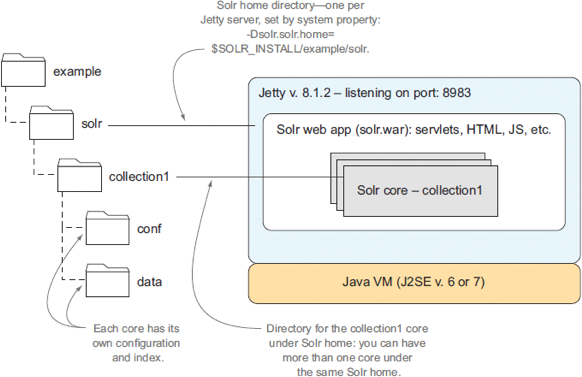 Solr home directory—one per
Jetty server, set by system property:
-Dsolr.solr.home=
$SOLR_INSTALL/example/solr.
example
solr
collection1
conf
data
Jetty v. 8.1.2 – listening on port: 8983
Solr web app (solr.war): servlets, HTML, JS, etc.
Solr core – collection1
Java VM (J2SE v. 6 or 7)
Each core has its
own configuration
and index.
Directory for the collection1 core
under Solr home: you can have
more than one core under
the same Solr home.